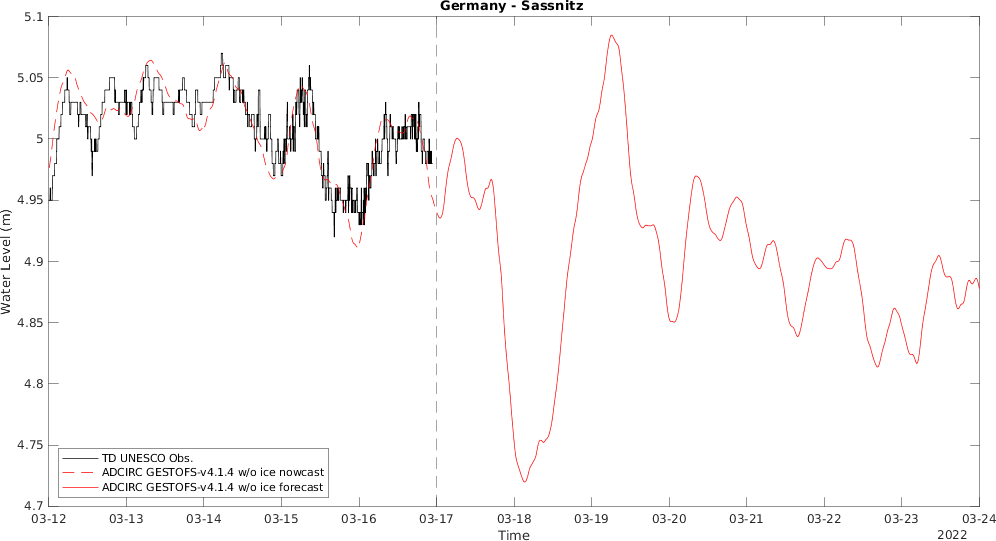 Germany - Sassnitz
5.1
5.05
5
4.95
4.9
4.85
4.8
4.75
4.7
Water Level (m)
TD UNESCO Obs.
ADCIRC GESTOFS-v4.1.4 w/o ice nowcast
ADCIRC GESTOFS-v4.1.4 w/o ice forecast
03-12 03-13 03-14 03-15 03-16 03-17 03-18 03-19 03-20 03-21 03-22 03-23 03-24
Time
2022